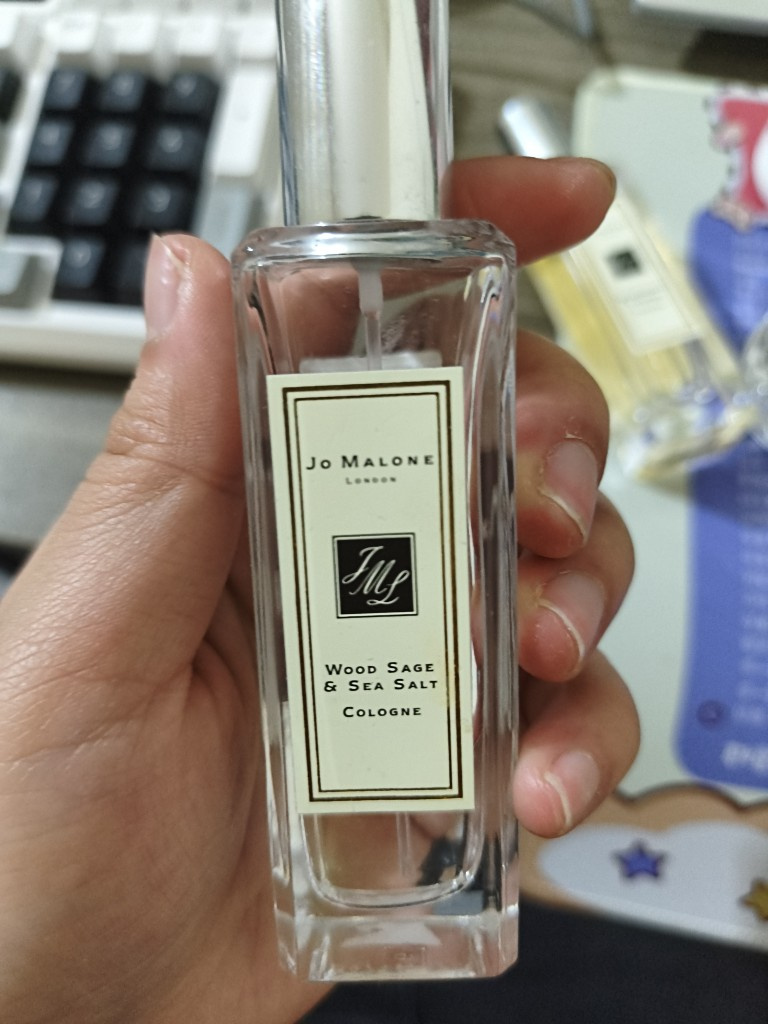 Jo Malone
London
JML
Wood Sage
& Sea Salt
Cologne